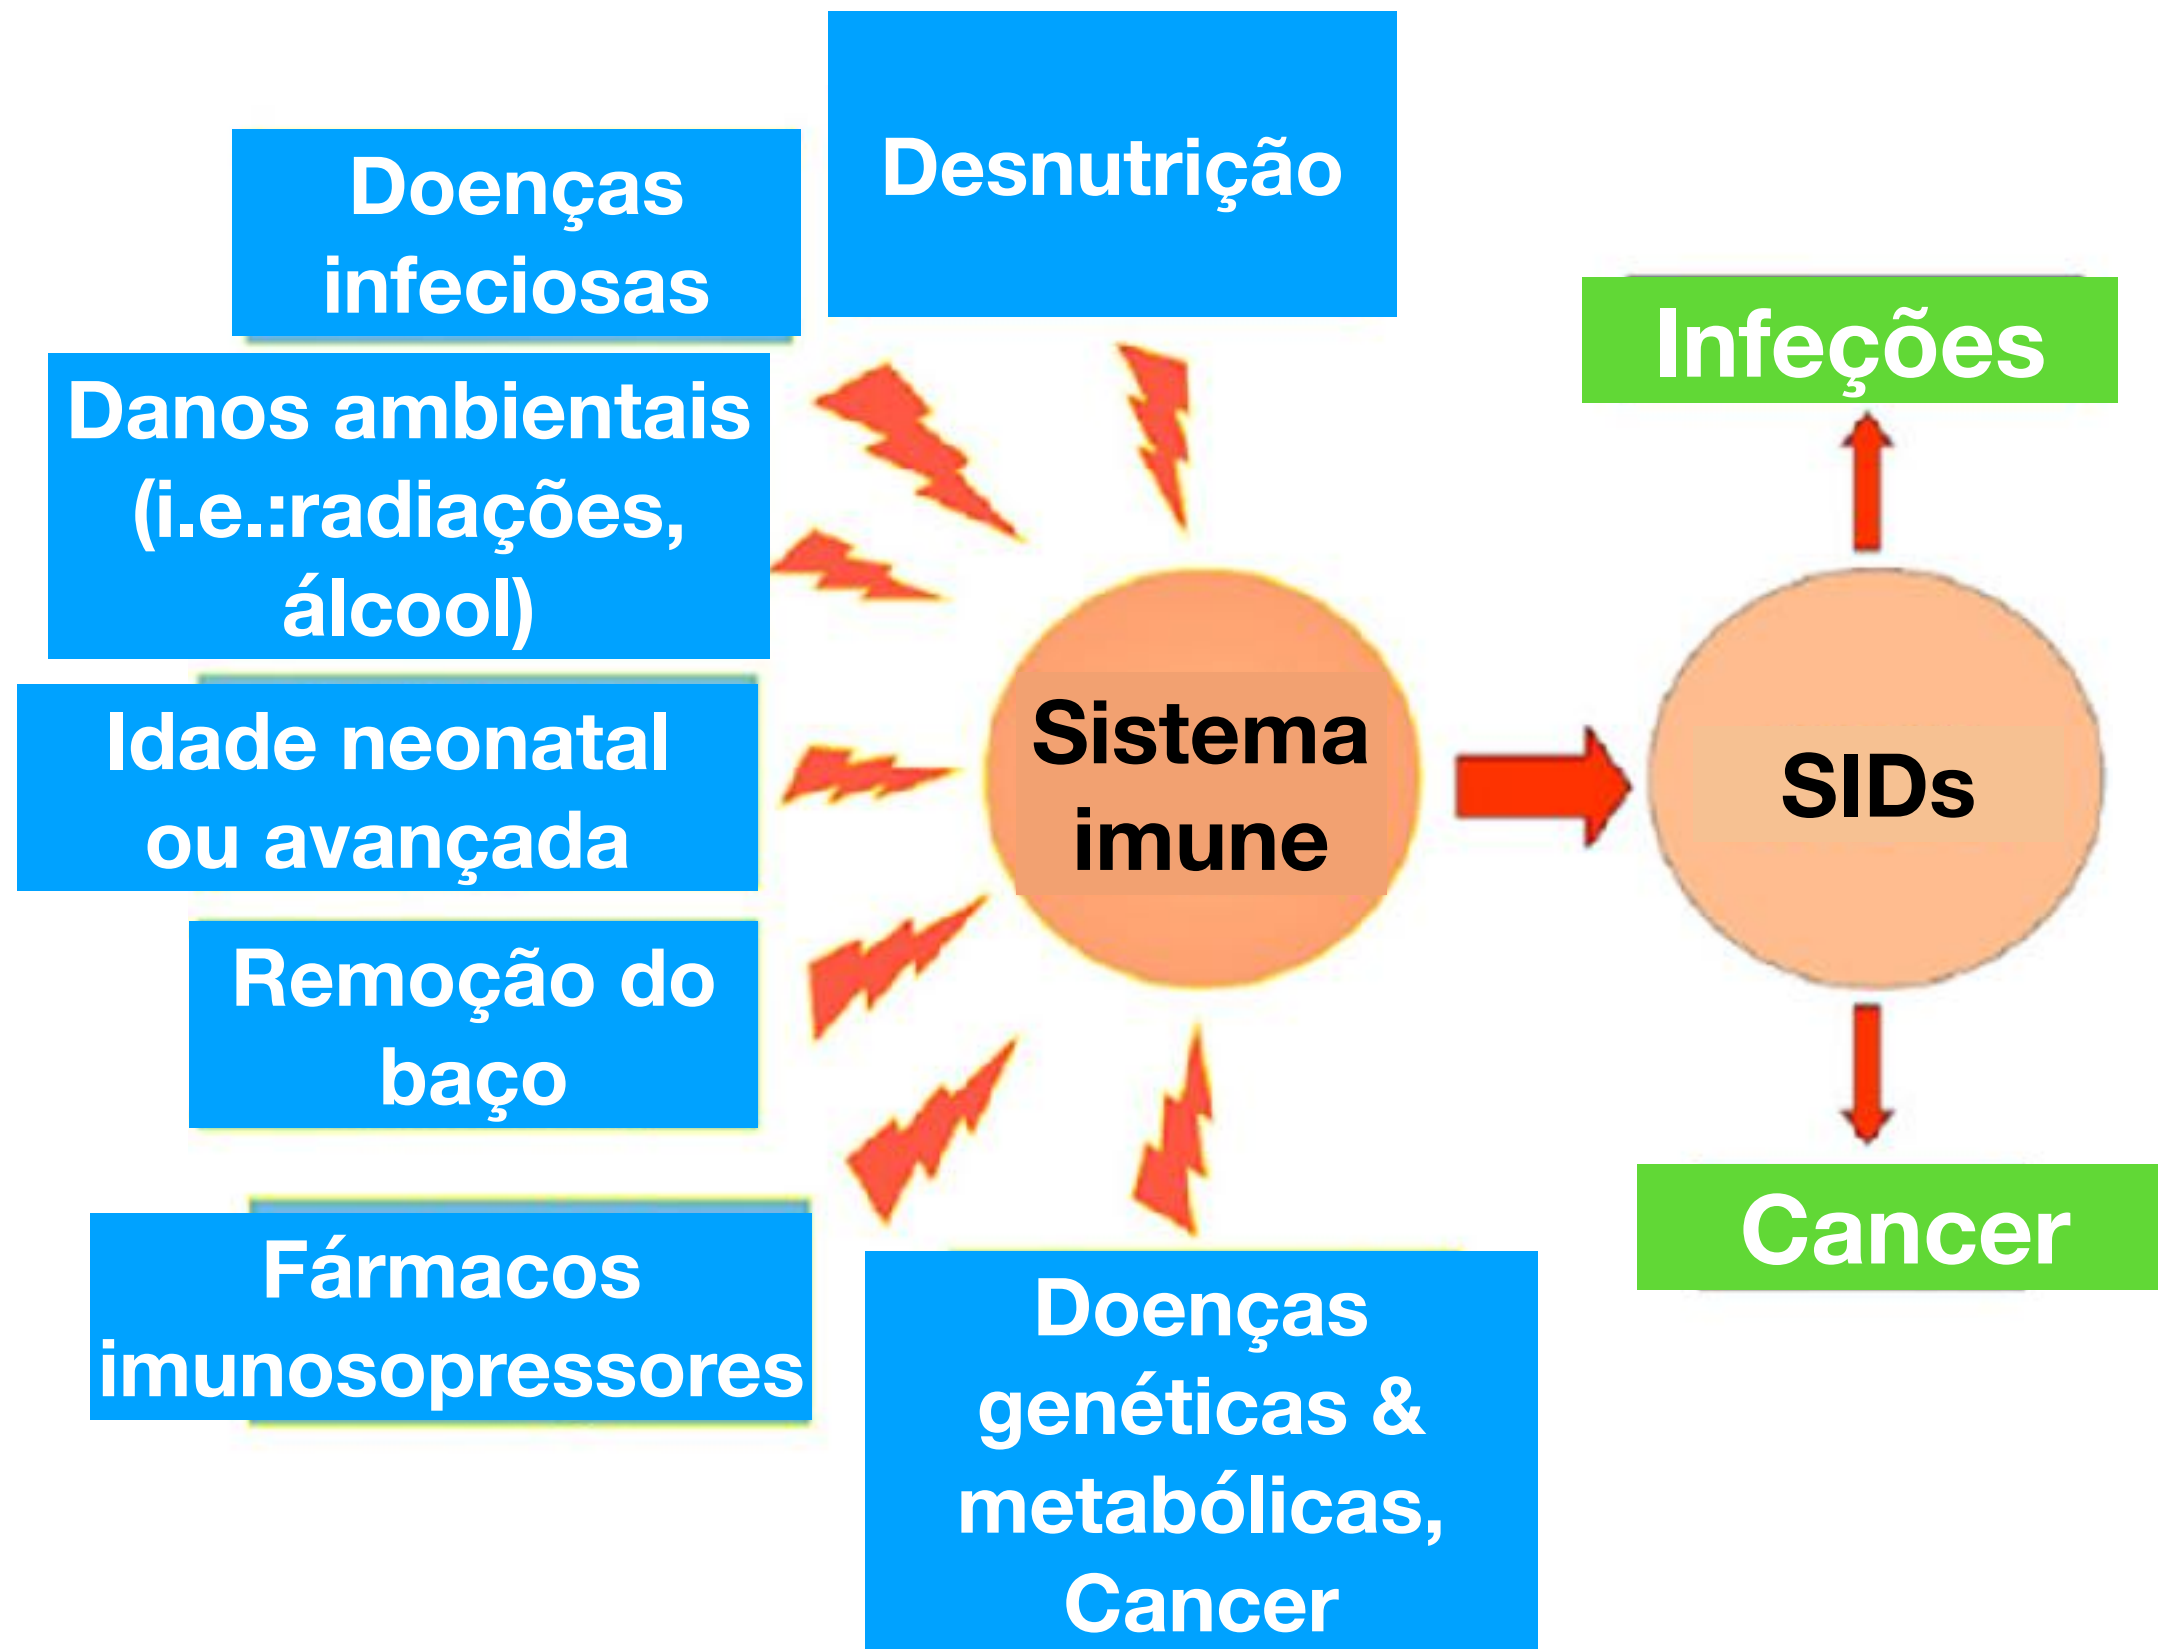 Desnutrição
Doenças
infeciosas
Danos ambientais
(i.e.:radiações,
álcool)
Idade neonatal
ou avançada
Remoção do
baço
Fármacos
imunosopressores
Doenças
genéticas &
metabólicas,
Cancer
Sistema
imune
SIDs
Infeções
Cancer